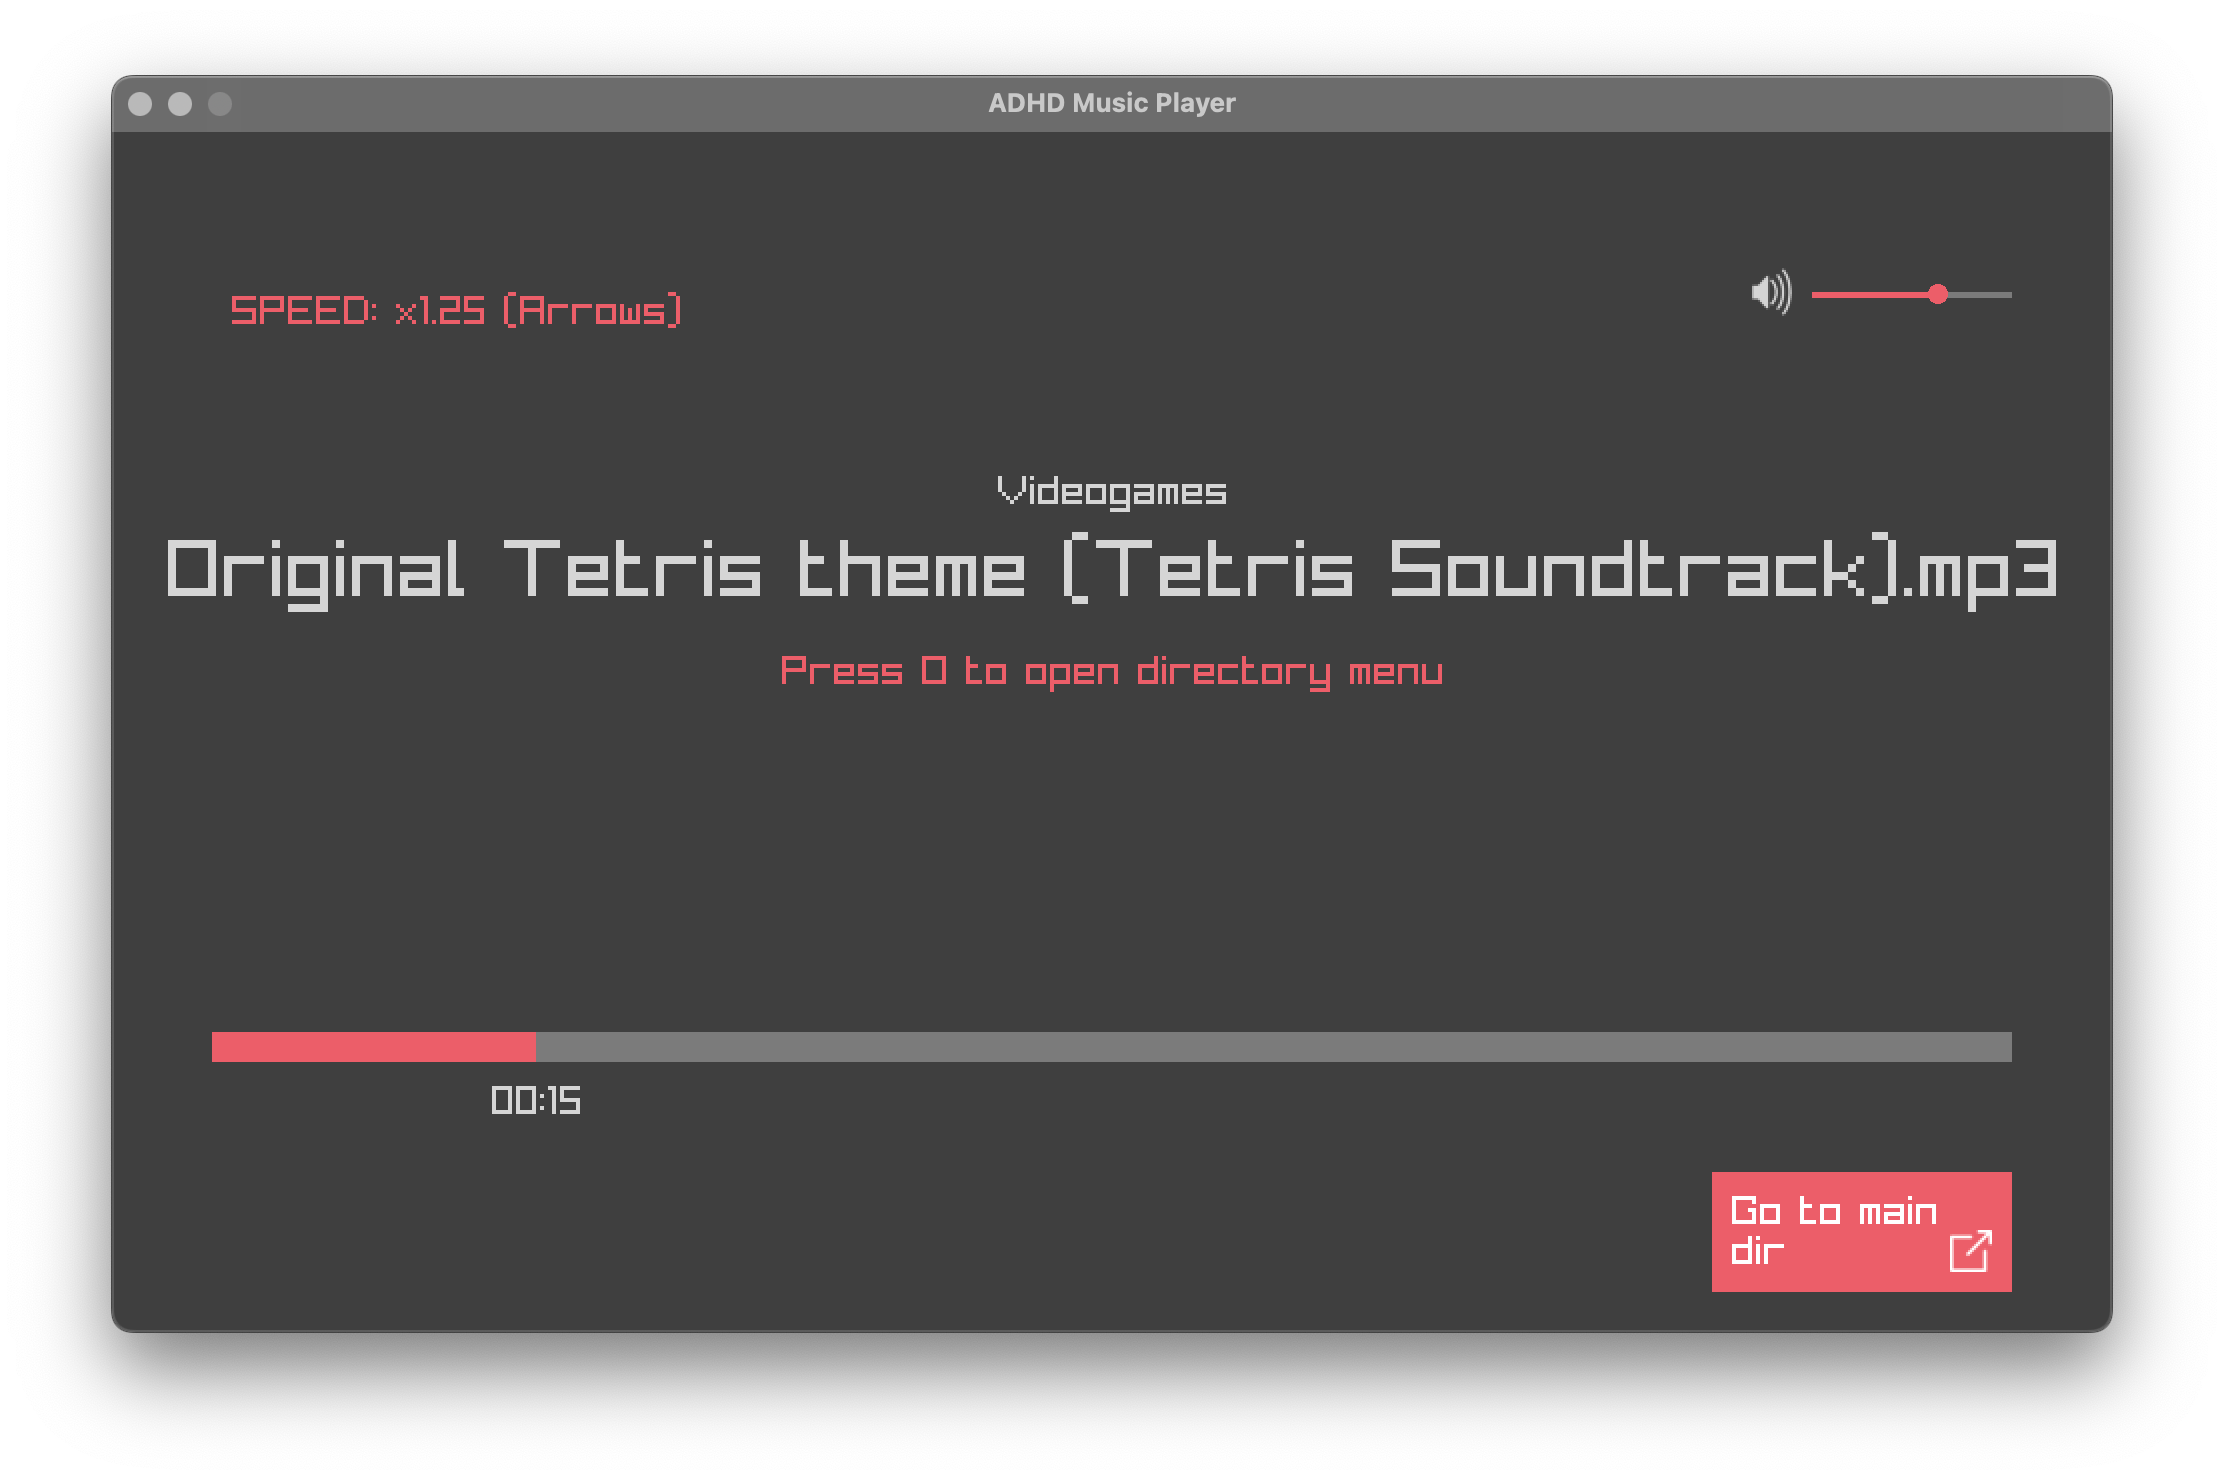 ADHD Music Player
SPEED: x1.25 (Arrows)
Videogames
Original Tetris theme (Tetris Soundtrack).mp3
Press O to open directory menu
00:15
Go to main
dir